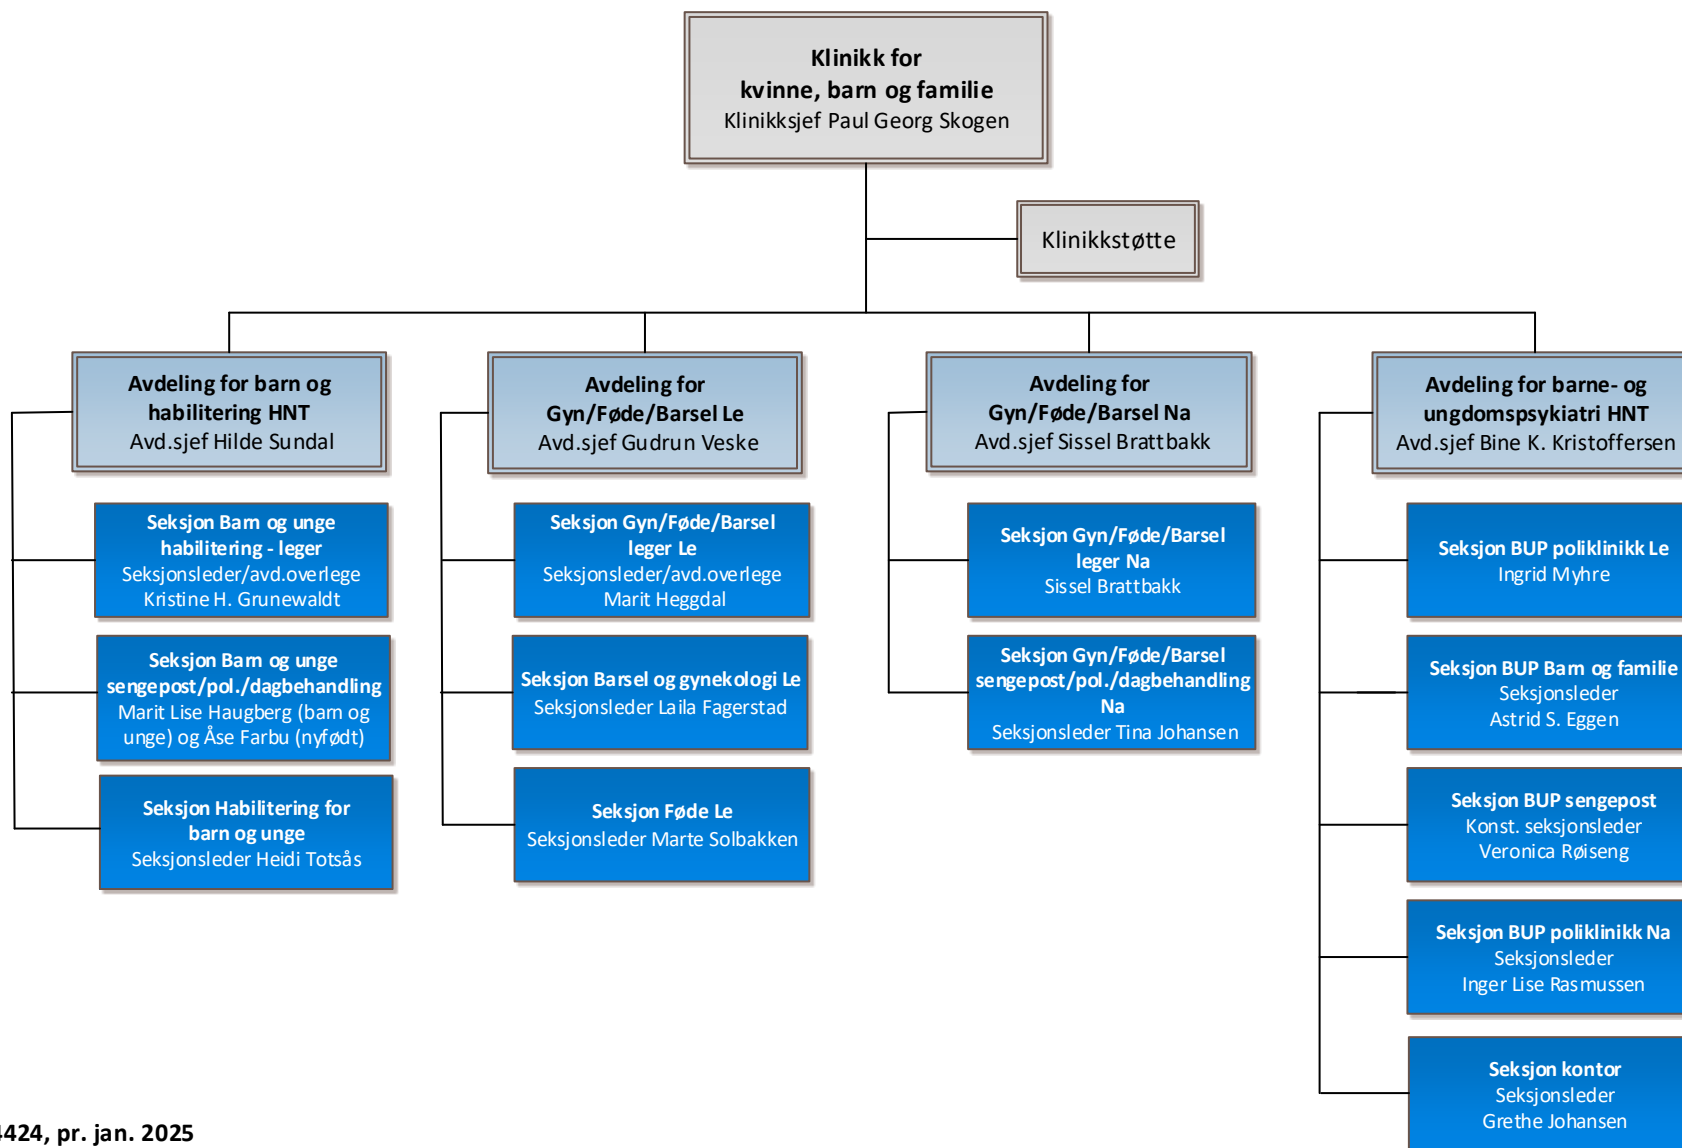 Klinikk for
kvinne, barn og familie
Klinikksjef Paul Georg Skogen
Klinikkstøtte
Avdeling for barn og
habilitering HNT
Avd.sjef Hilde Sundal
Seksjon Barn og unge
habilitering - leger
Seksjonsleder/avd.overlege
Kristine H. Grunewaldt
Seksjon Barn og unge
sengepost/pol./dagbehandling
Marit Lise Haugberg (barn og
unge) og Åse Farbu (nyfødt)
Seksjon Habilitering for
barn og unge
Seksjonsleder Heidi Totsås
Avdeling for
Gyn/Føde/Barsel Le
Avd.sjef Gudrun Veske
Seksjon Gyn/Føde/Barsel
leger Le
Seksjonsleder/avd.overlege
Marit Heggdal
Seksjon Barsel og gynekologi Le
Seksjonsleder Laila Fagerstad
Seksjon Føde Le
Seksjonsleder Marte Solbakken
Avdeling for
Gyn/Føde/Barsel Na
Avd.sjef Sissel Brattbakk
Seksjon Gyn/Føde/Barsel
leger Na
Sissel Brattbakk
Seksjon Gyn/Føde/Barsel
sengepost/pol./dagbehandling
Na
Seksjonsleder Tina Johansen
Avdeling for barne- og
ungdomspsykiatri HNT
Avd.sjef Bine K. Kristoffersen
Seksjon BUP poliklinikk Le
Ingrid Myhre
Seksjon BUP Barn og familie
Seksjonsleder
Astrid S. Eggen
Seksjon BUP sengepost
Konst. seksjonsleder
Veronica Røiseng
Seksjon BUP poliklinikk Na
Seksjonsleder
Inger Lise Rasmussen
Seksjon kontor
Seksjonsleder
Grethe Johansen
4424, pr. jan. 2025